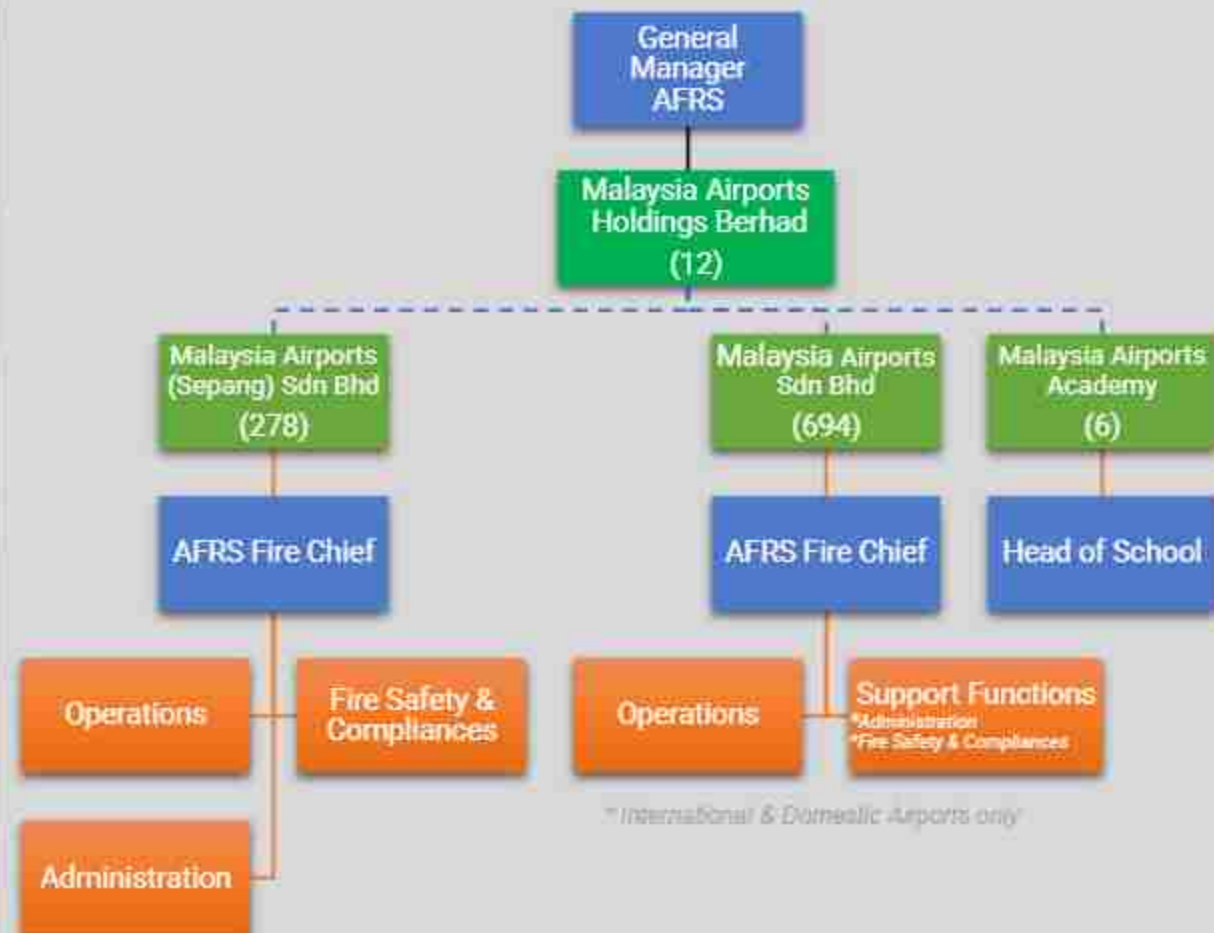 General
Manager
AFRS
Malaysia Airports
Holdings Berhad
(12)
Malaysia Airports
(Sepang) Sdn Bhd
(278)
Malaysia Airports
Sdn Bhd
(694)
Malaysia Airports
Academy
(6)
AFRS Fire Chief
AFRS Fire Chief
Head of School
Operations
Fire Safety &
Compliances
Operations
Support Functions
*Administration
*Fire Safety & Compliances
* International & Domestic Airports only
Administration